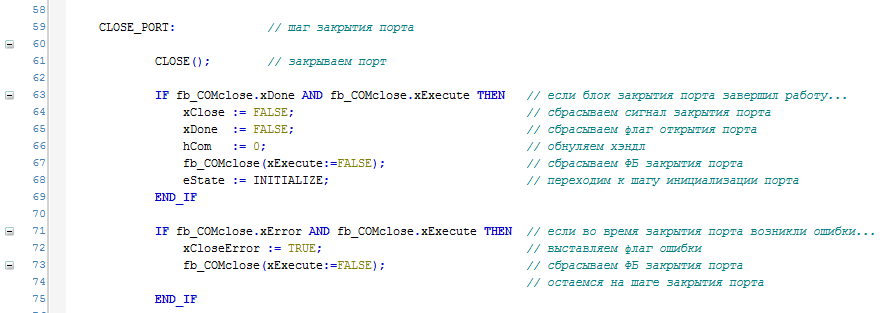 58
59 CLOSE_PORT: // шаг закрытия порта
60
61 CLOSE(); // закрываем порт
62
63 IF fb_COMclose.xDone AND fb_COMclose.xExecute THEN // если блок закрытия порта завершил работу...
64 xClose := FALSE; // сбрасываем сигнал закрытия порта
65 xDone := FALSE; // сбрасываем флаг открытия порта
66 hCom := 0; // обнуляем хэндл
67 fb_COMclose(xExecute:=FALSE); // сбрасываем ФБ закрытия порта
68 eState := INITIALIZE; // переходим к шагу инициализации порта
69 END_IF
70
71 IF fb_COMclose.xError AND fb_COMclose.xExecute THEN // если во время закрытия порта возникли ошибки...
72 xCloseError := TRUE; // выставляем флаг ошибки
73 fb_COMclose(xExecute:=FALSE); // сбрасываем ФБ закрытия порта
74 // остаемся на шаге закрытия порта
75 END_IF